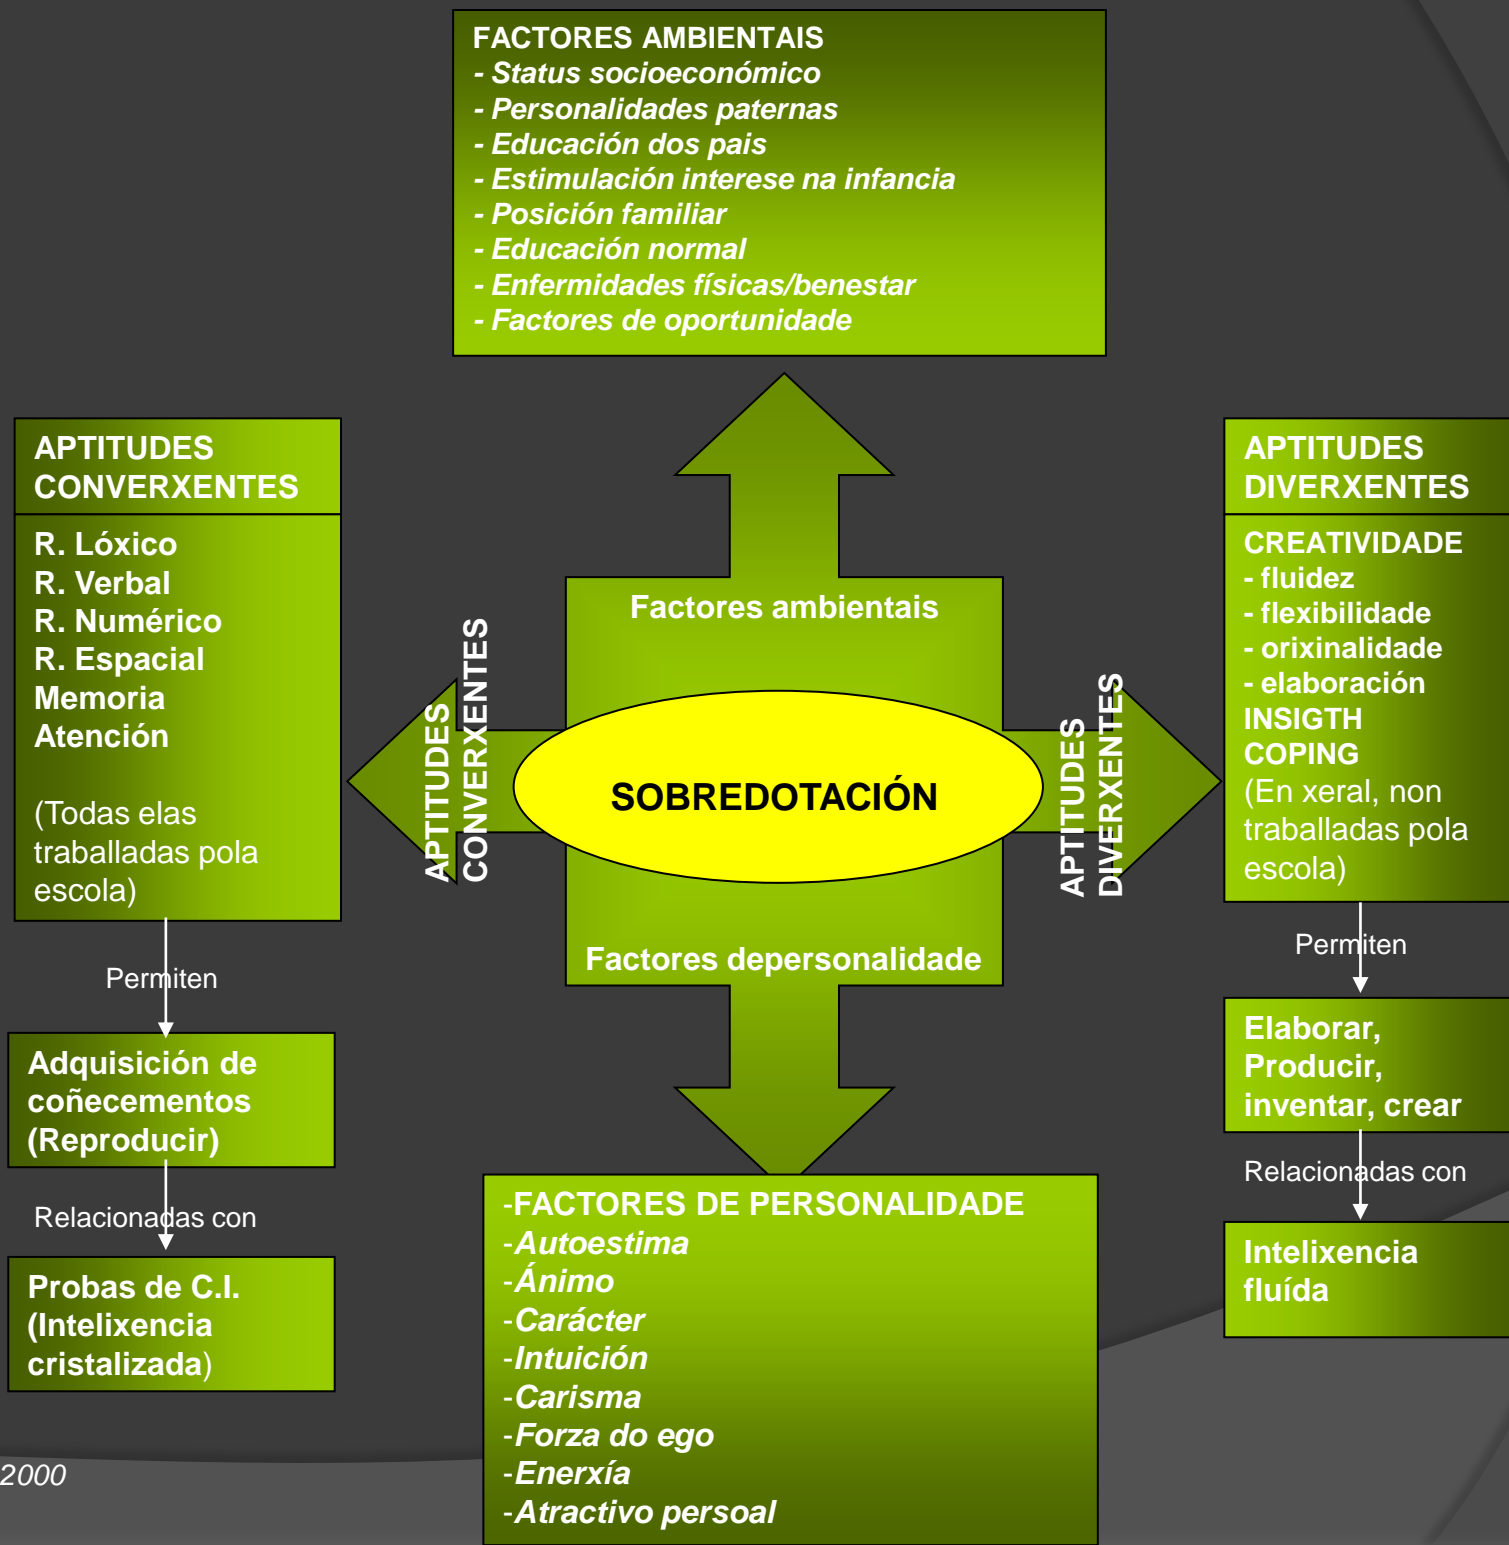 FACTORES AMBIENTAIS
- Status socioeconómico
- Personalidades paternas
- Educación dos pais
- Estimulación interese na infancia
- Posición familiar
- Educación normal
- Enfermidades físicas/benestar
- Factores de oportunidade
APTITUDES
CONVERXENTES
R. Lóxico
R. Verbal
R. Numérico
R. Espacial
Memoria
Atención
(Todas elas
traballadas pola
escola)
Permiten
Adquisición de
coñecementos
(Reproducir)
Relacionadas con
Probas de C.I.
(Intelixencia
cristalizada)
APTITUDES
CONVERXENTES
Factores ambientais
SOBREDOTACIÓN
Factores depersonalidade
APTITUDES
DIVERXENTES
APTITUDES
DIVERXENTES
CREATIVIDADE
- fluidez
- flexibilidade
- orixinalidade
- elaboración
INSIGTH
COPING
(En xeral, non
traballadas pola
escola)
Permiten
Elaborar,
Producir,
inventar, crear
Relacionadas con
Intelixencia
fluída
-FACTORES DE PERSONALIDADE
-Autoestima
-Ánimo
-Carácter
-Intuición
-Carisma
-Forza do ego
-Enerxía
-Atractivo persoal
2000